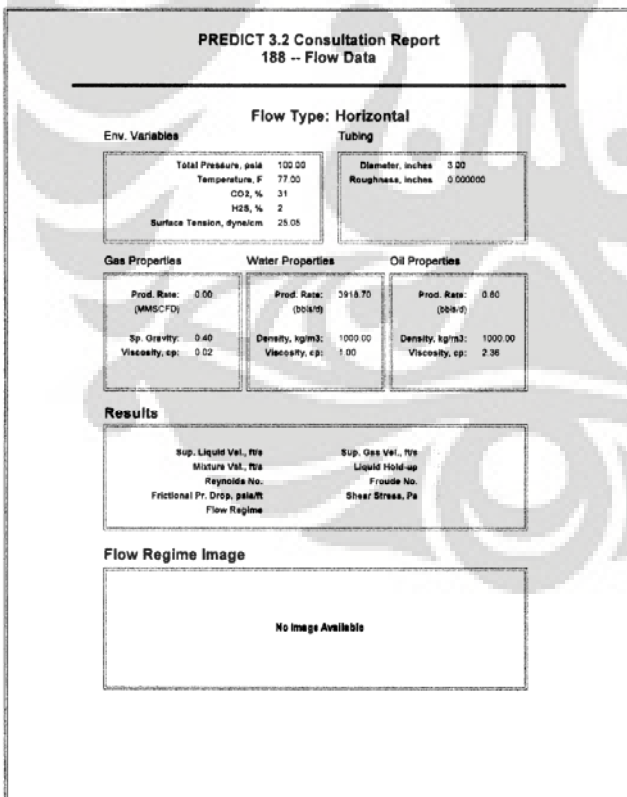 PREDICT 3.2 Consultation Report
188 -- Flow Data
Flow Type: Horizontal
Env. Variables
Tubing
Total Pressure, psia 100.00
Temperature, F 77.00
CO2, % 31
H2S, % 2
Surface Tension, dyne/cm 25.05
Diameter, inches 3.00
Roughness, inches 0.000000
Gas Properties
Water Properties
Oil Properties
Prod. Rate: 0.00
(MMSCFD)
Sp. Gravity: 0.40
Viscosity, cp: 0.02
Prod. Rate: 3918.70
(bbls/d)
Density, kg/m3: 1000.00
Viscosity, cp: 1.00
Prod. Rate: 0.60
(bbls/d)
Density, kg/m3: 1000.00
Viscosity, cp: 2.36
Results
Sup. Liquid Vel., ft/s
Mixture Vel., ft/s
Reynolds No.
Frictional Pr. Drop, psia/ft
Flow Regime
Sup. Gas Vel., ft/s
Liquid Hold-up
Froude No.
Shear Stress, Pa
Flow Regime Image
No Image Available